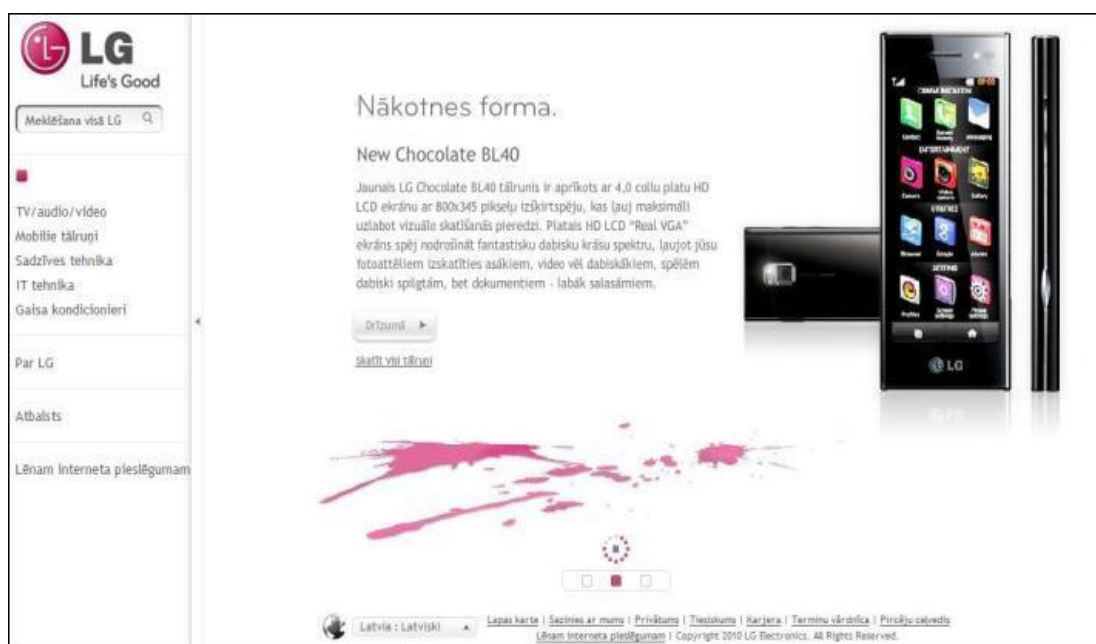 LG
Life's Good
Meklēšana visā LG
TV/audio/video
Mobilie tālruņi
Sadzīves tehnika
IT tehnika
Gaisa kondicionieri
Par LG
Atbalsts
Lēnam interneta pieslēgumam
Nākotnes forma.
New Chocolate BL40
Jaunais LG Chocolate BL40 tālrunis ir aprīkots ar 4,0 collu platu HD
LCD ekrānu ar 800x345 pikseļu izšķirtspēju, kas ļauj maksimāli
uzlabot vizuālo skatīšanās pieredzi. Platais HD LCD "Real VGA"
ekrāns spēj nodrošināt fantastisku dabisku krāsu spektru, ļaujot jūsu
fotoattēliem izskatīties asākiem, video vēl dabiskākiem, spēlēm
dabiski spilgtām, bet dokumentiem - labāk salasāmiem.
Drīzumā
Skatīt visi tālruņi
09:00
ENTERTAINMENT
UTILITIES
SETTING
LG
Latvia : Latviski
Lapas karte | Sazinies ar mums | Privātums | Tiesiskums | Karjera | Terminu vārdnīca | Pircēju ceļvedis
Lēnam interneta pieslēgumam | Copyright 2010 LG Electronics. All Rights Reserved.